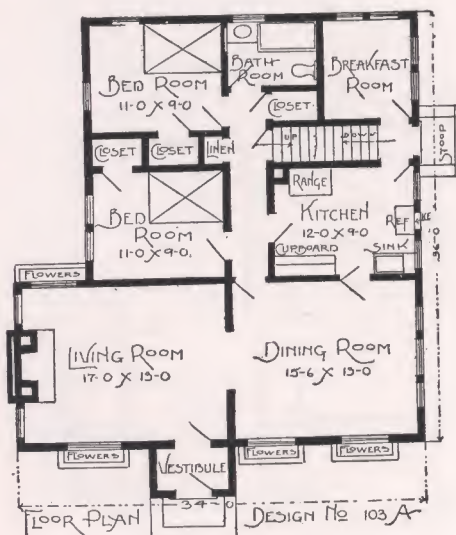 BED ROOM
11-0 X 9-0
BATH-
ROOM
BREAKFAST
ROOM
CLOSET
CLOSET
CLOSET
LINEN
UP
DOWN
STOOP
RANGE
KITCHEN
12-0 X 9-0
REF
ICE
CUPBOARD
SINK
BED
ROOM
11-0 X 9-0.
FLOWERS
36-0
LIVING ROOM
17-0 X 13-0
DINING ROOM
15-6 X 13-0
FLOWERS
VESTIBULE
FLOWERS
FLOWERS
34-0
FLOOR PLAN
DESIGN NO 103 A